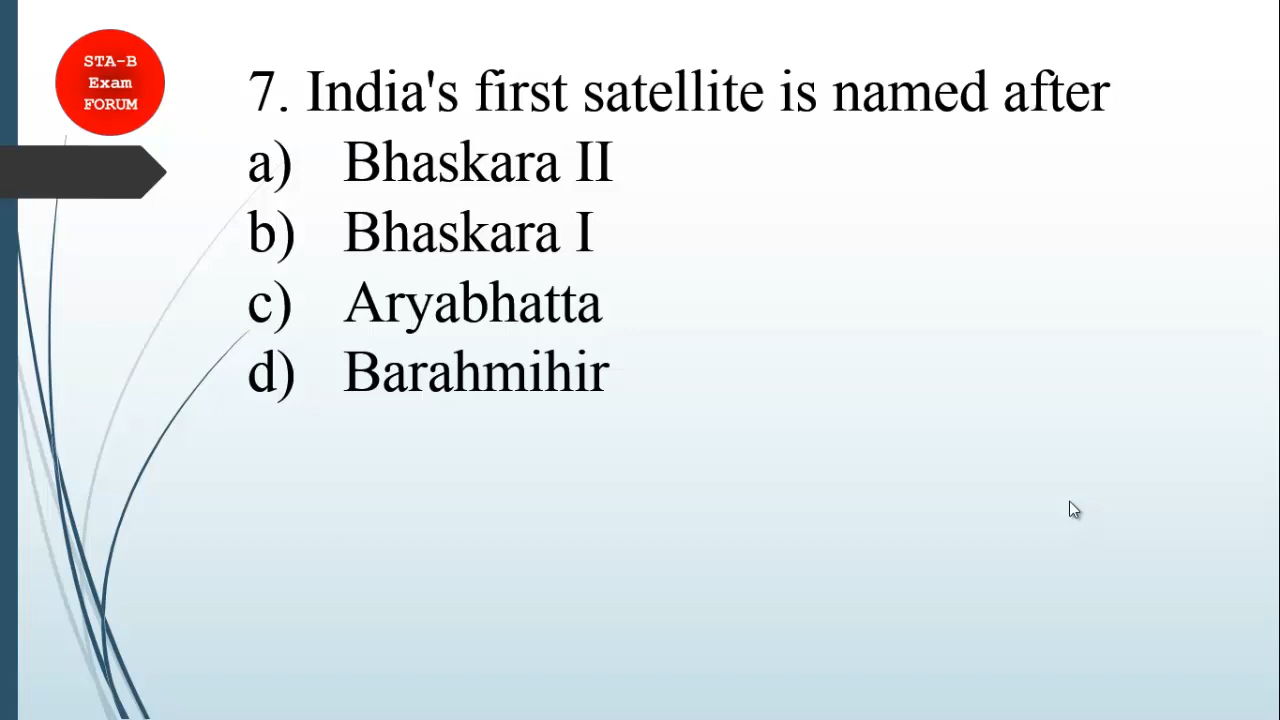 STA-B
Exam
FORUM
7. India's first satellite is named after
a) Bhaskara II
b) Bhaskara I
c) Aryabhatta
d) Barahmihir